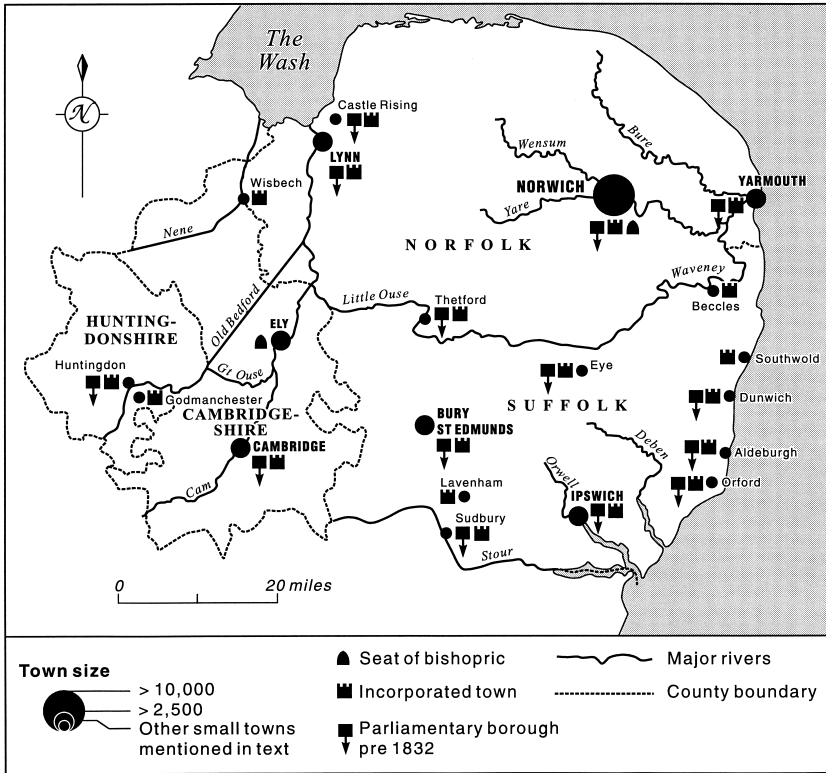 The
Wash
N
Castle Rising
LYNN
Wisbech
Nene
Wensum
Bure
NORWICH
YARMOUTH
Yare
NORFOLK
Waveney
Beccles
Old Bedford
Little Ouse
Thetford
HUNTING-
DONSHIRE
ELY
Gt Ouse
Huntingdon
Godmanchester
CAMBRIDGE-
SHIRE
CAMBRIDGE
Cam
Eye
Southwold
SUFFOLK
Dunwich
BURY
ST EDMUNDS
Deben
Aldeburgh
Orwell
Orford
Lavenham
IPSWICH
Sudbury
Stour
0 20 miles
Town size
> 10,000
> 2,500
Other small towns
mentioned in text
Seat of bishopric
Incorporated town
Parliamentary borough
pre 1832
Major rivers
County boundary